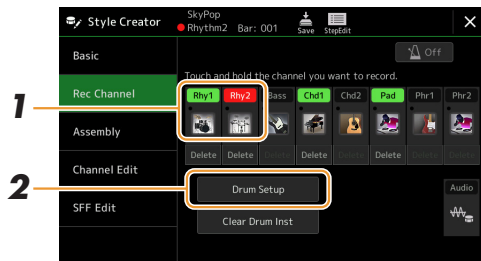 Style Creator
SkyPop
Rhythm2 Bar: 001
Save StepEdit
Basic
Off
Touch and hold the channel you want to record.
Rec Channel
Rhy1 Rhy2 Bass Chd1 Chd2 Pad Phr1 Phr2
1
Assembly
Delete Delete Delete Delete Delete Delete Delete Delete
Channel Edit
2
Drum Setup
Audio
SFF Edit
Clear Drum Inst